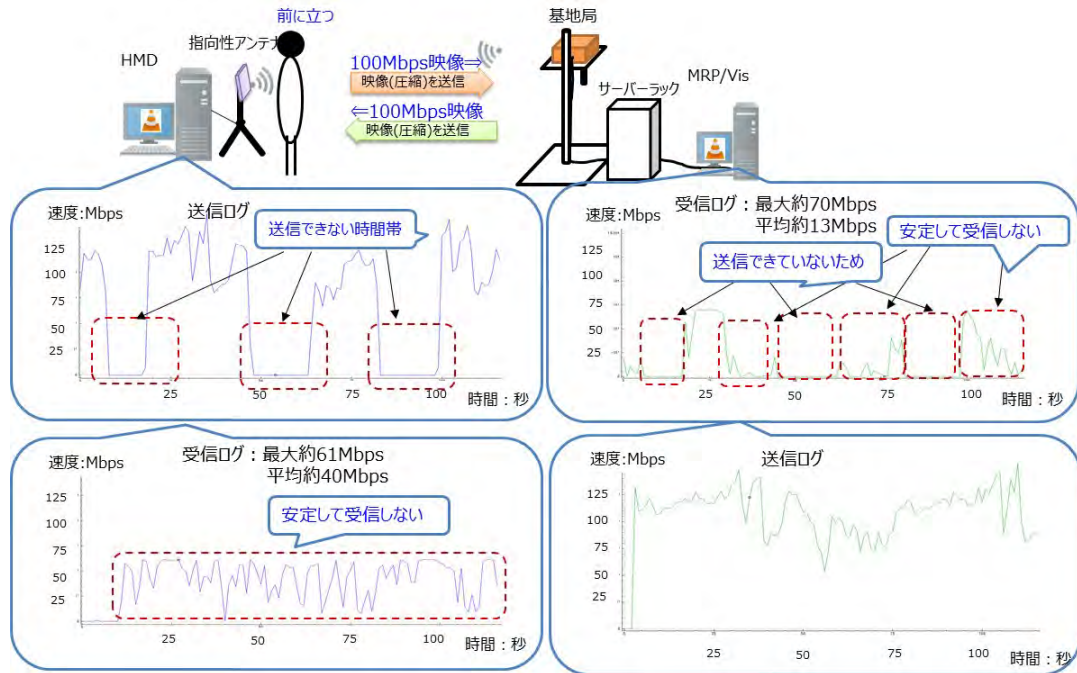 前に立つ
指向性アンテナ
HMD
100Mbps映像⇒
映像(圧縮)を送信
⇐100Mbps映像
映像(圧縮)を送信
基地局
サーバーラック
MRP/Vis
速度:Mbps
送信ログ
送信できない時間帯
125
100
75
50
25
25
50
75
100
時間：秒
受信ログ：最大約70Mbps
平均約13Mbps
速度:Mbps
安定して受信しない
送信できていないため
125
100
75
50
25
25
50
75
100
時間：秒
受信ログ：最大約61Mbps
平均約40Mbps
速度:Mbps
安定して受信しない
125
100
75
50
25
25
50
75
100
時間：秒
速度:Mbps
送信ログ
125
100
75
50
25
25
50
75
100
時間：秒